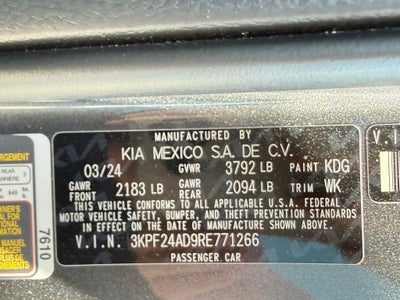 MANUFACTURED BY
KIA MEXICO S.A. DE C.V.
03/24 GVWR 3792 LB PAINT KDG
GAWR FRONT 2183 LB GAWR REAR 2094 LB TRIM WK
THIS VEHICLE CONFORMS TO ALL APPLICABLE U.S.A. FEDERAL
MOTOR VEHICLE SAFETY, BUMPER, AND THEFT PREVENTION STANDARDS
IN EFFECT ON THE DATE OF MANUFACTURE SHOWN ABOVE.
V.I.N. 3KPF24AD9RE771266
PASSENGER CAR
REAR
3
7610
V I